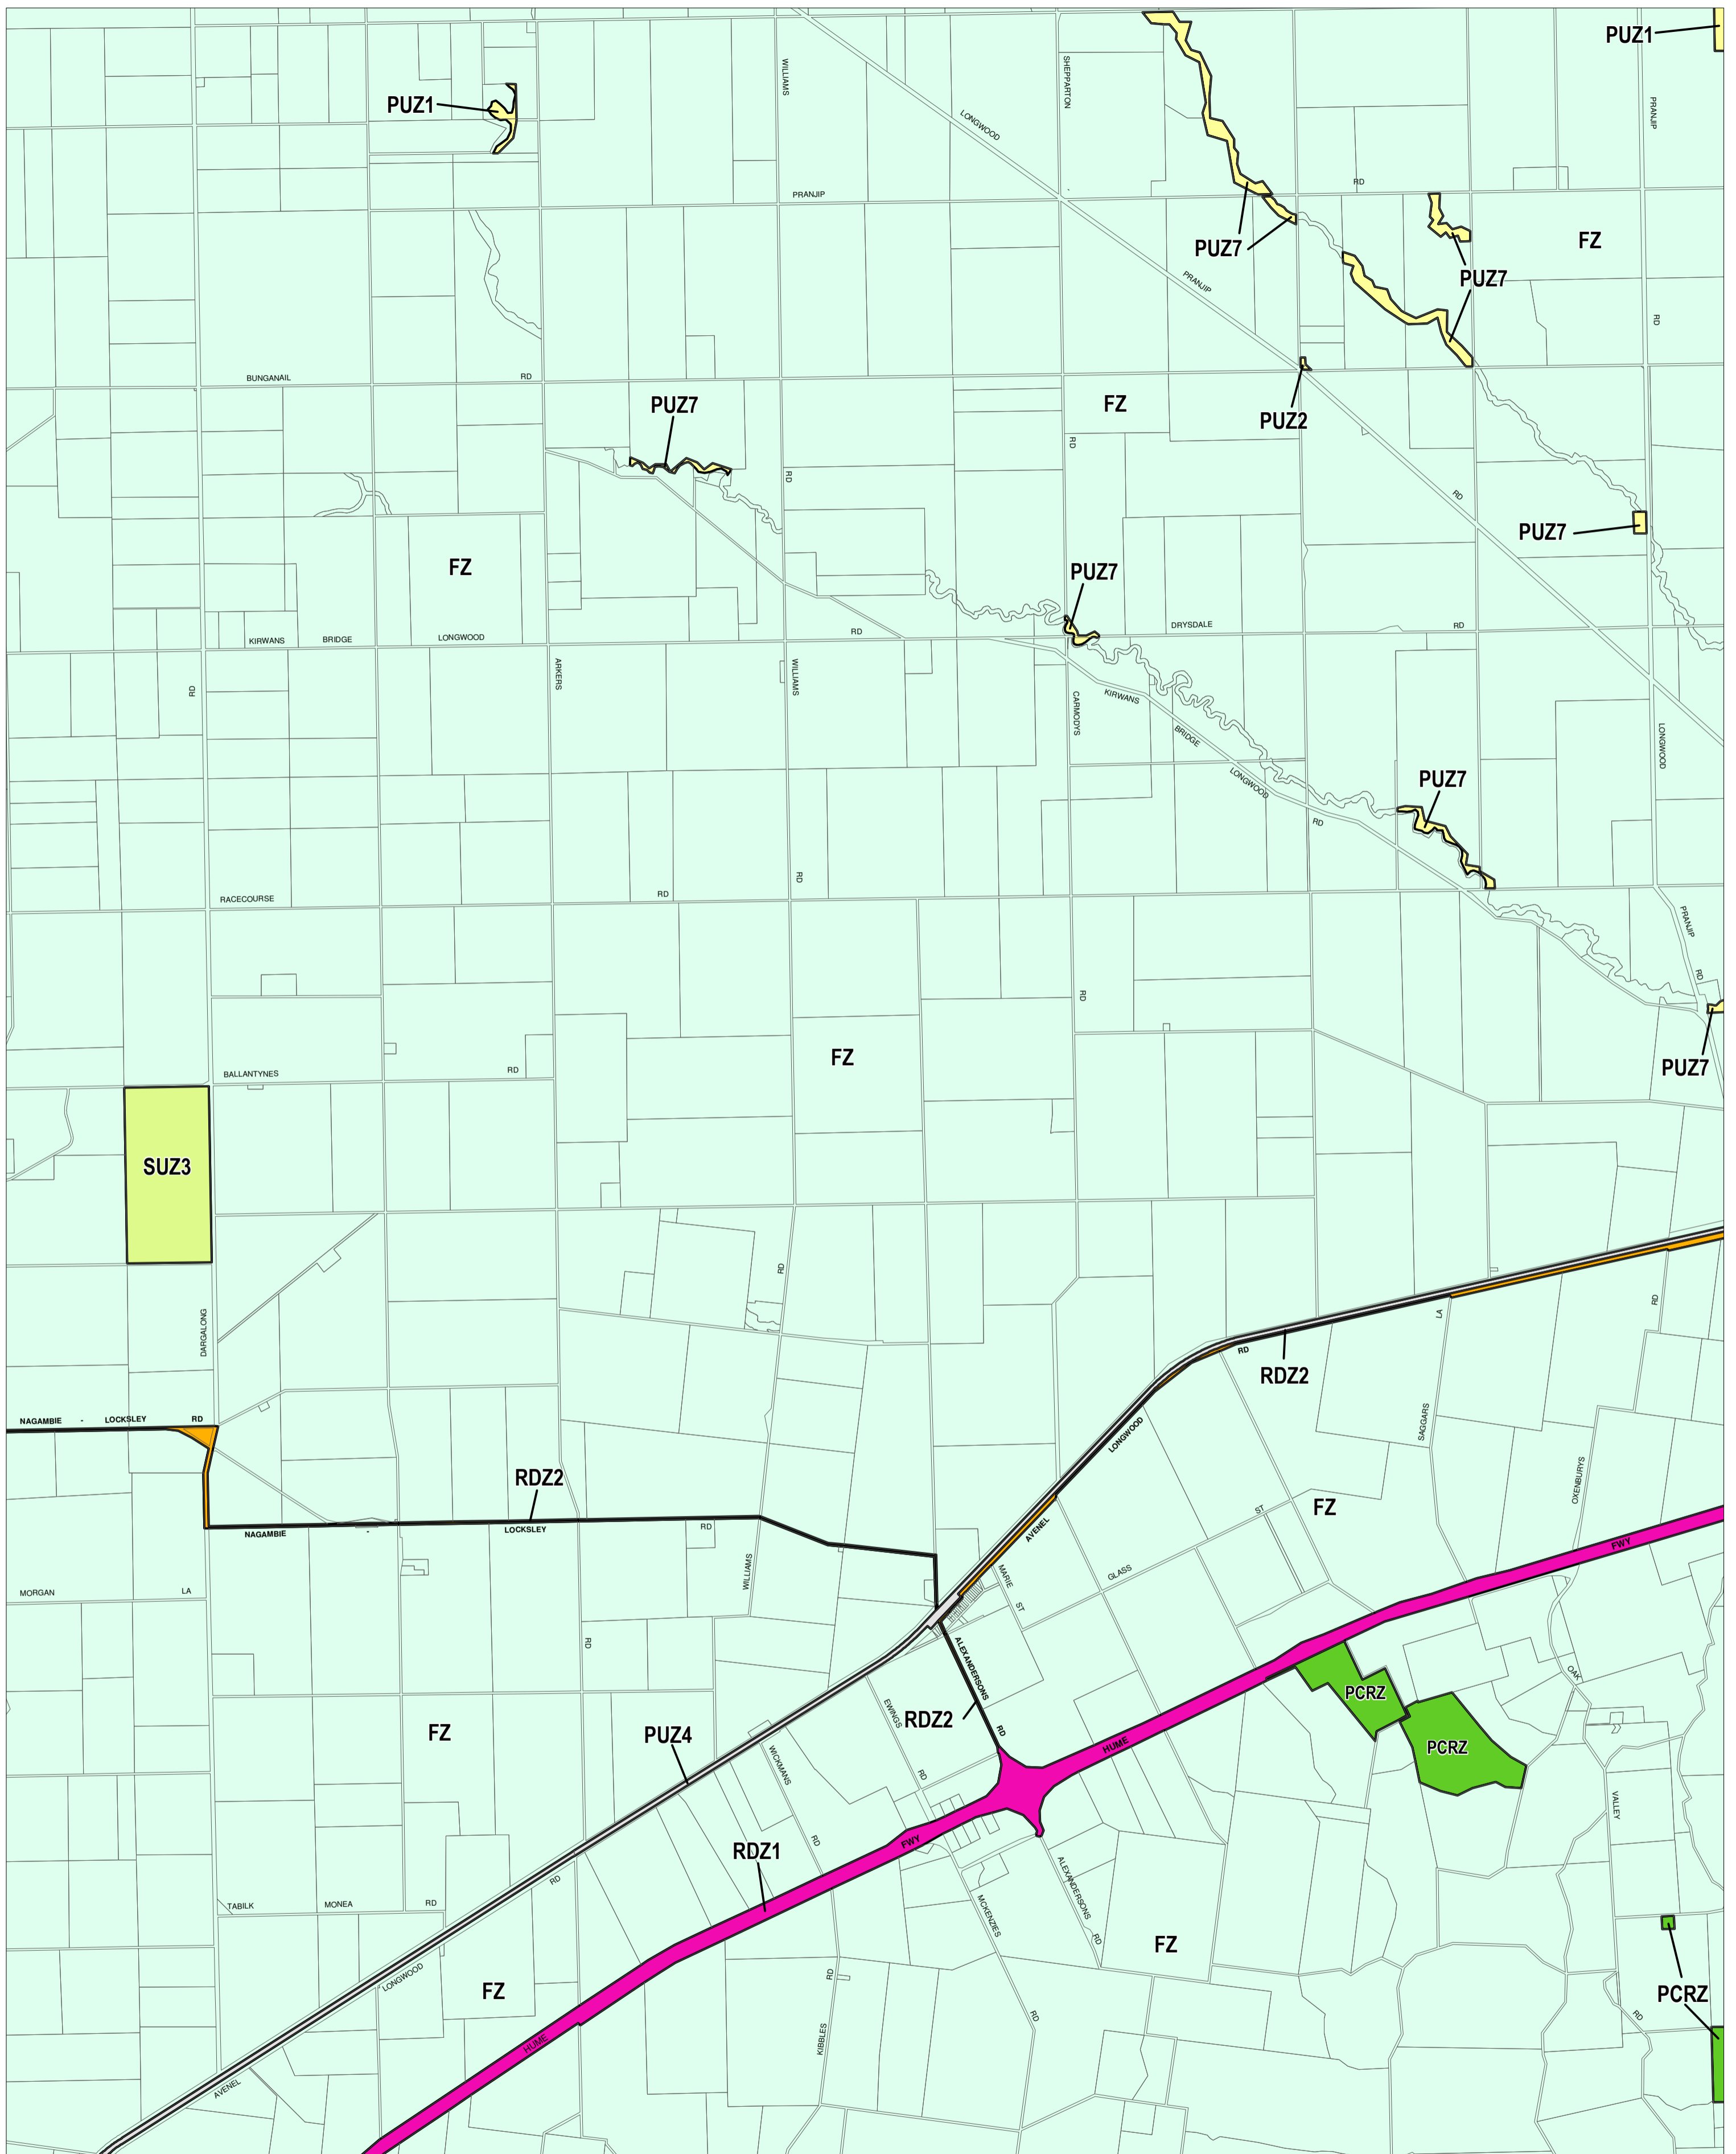 PUZ1
WILLIAMS
SHEPPARTON
PUZ1
PRANJIP
LONGWOOD
PRANJIP
RD
PUZ7
FZ
PRANJIP
PUZ7
RD
BUNGANAIL
RD
PUZ7
FZ
PUZ2
RD
RD
RD
PUZ7
FZ
PUZ7
DRYSDALE
RD
RD
KIRWANS
BRIDGE
LONGWOOD
ARKERS
WILLIAMS
RD
CARMODYS
KIRWANS
BRIDGE
LONGWOOD
RD
LONGWOOD
PUZ7
RD
RACECOURSE
RD
PRANJIP
RD
RD
FZ
PUZ7
BALLANTYNES
RD
SUZ3
RD
DARGALONG
RD
LA
RD
RDZ2
NAGAMBIE
-
LOCKSLEY
RD
LONGWOOD
SAGGARS
OXENBURYS
RDZ2
FZ
NAGAMBIE
-
LOCKSLEY
RD
AVENEL
ST
GLASS
FWY
MORGAN
LA
WILLIAMS
MARIE
ST
RD
ALEXANDERSONS
RD
OAK
PCRZ
PCRZ
FZ
PUZ4
EWINGS
RD
RDZ2
HUME
WICKMANS
RD
VALLEY
RDZ1
FWY
TABILK
MONEA
RD
RD
MCKENZIES
ALEXANDERSONS
RD
FZ
FZ
LONGWOOD
RD
KIBBLES
RD
PCRZ
RD
HUME
AVENEL